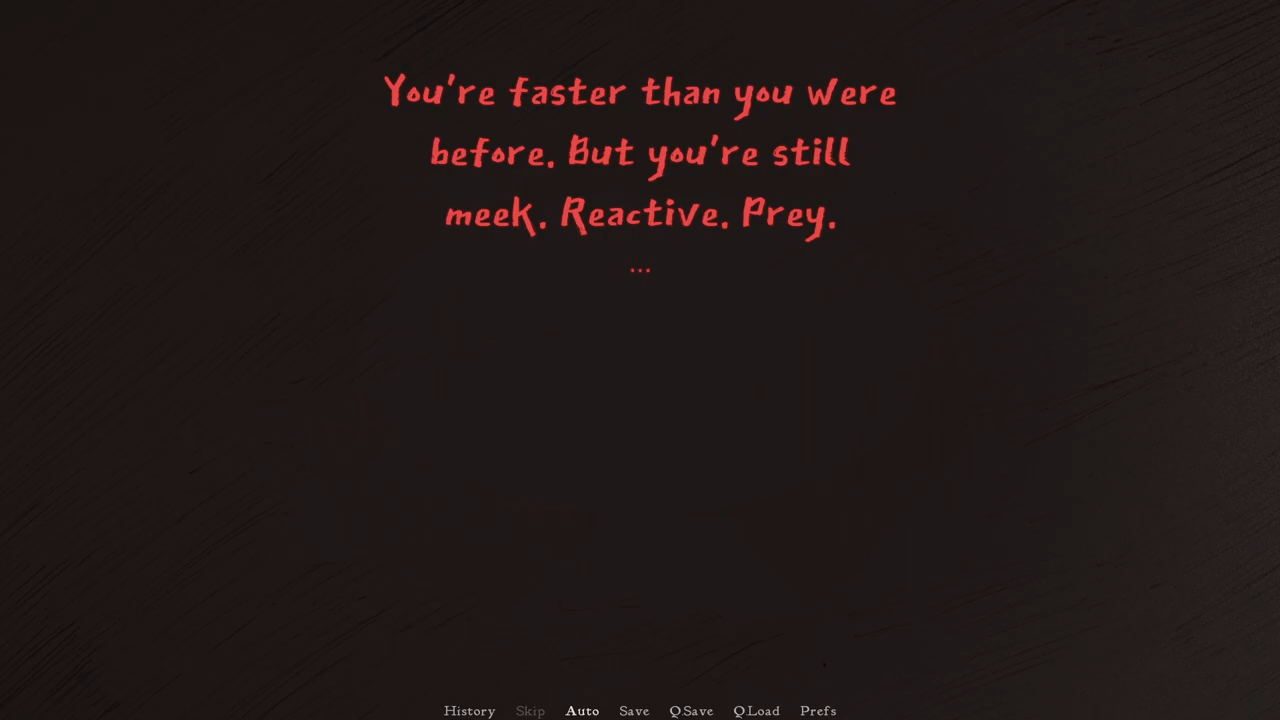 You're faster than you were
before. But you're still
meek. Reactive. Prey.
...
History Skip Auto Save Q.Save Q.Load Prefs